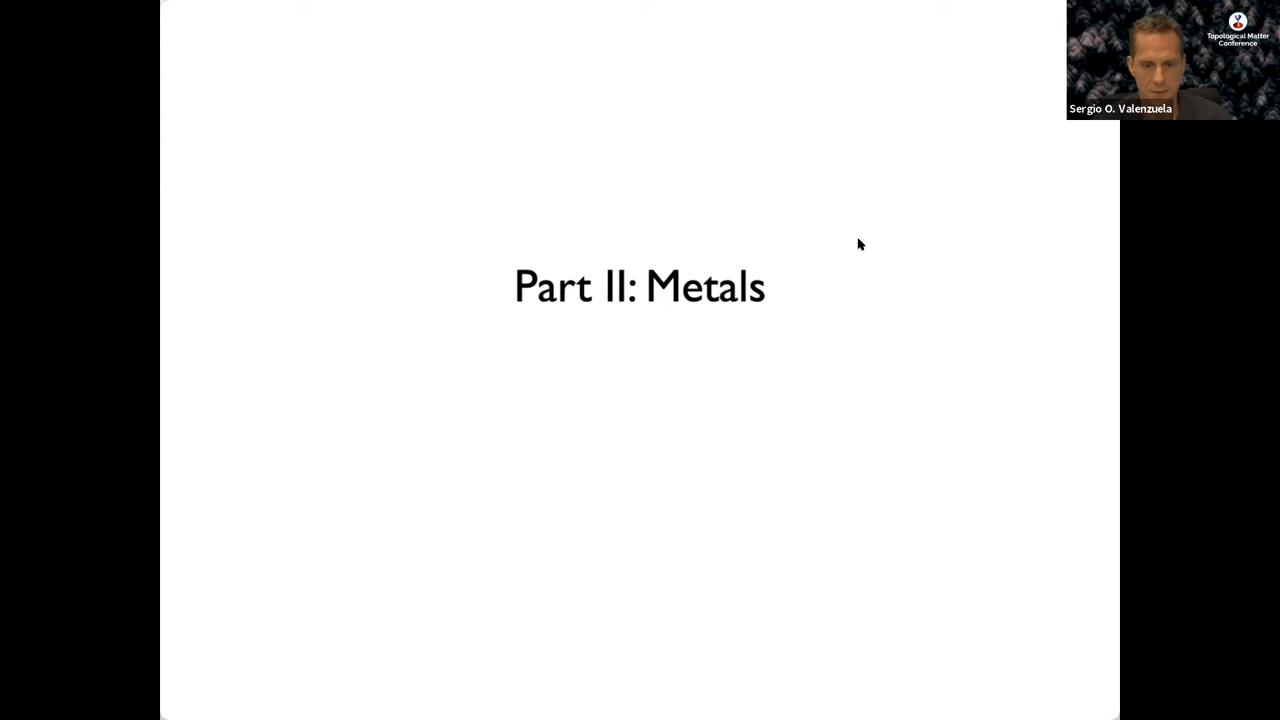 Topological Matter
Conference
Sergio O. Valenzuela
Part II: Metals